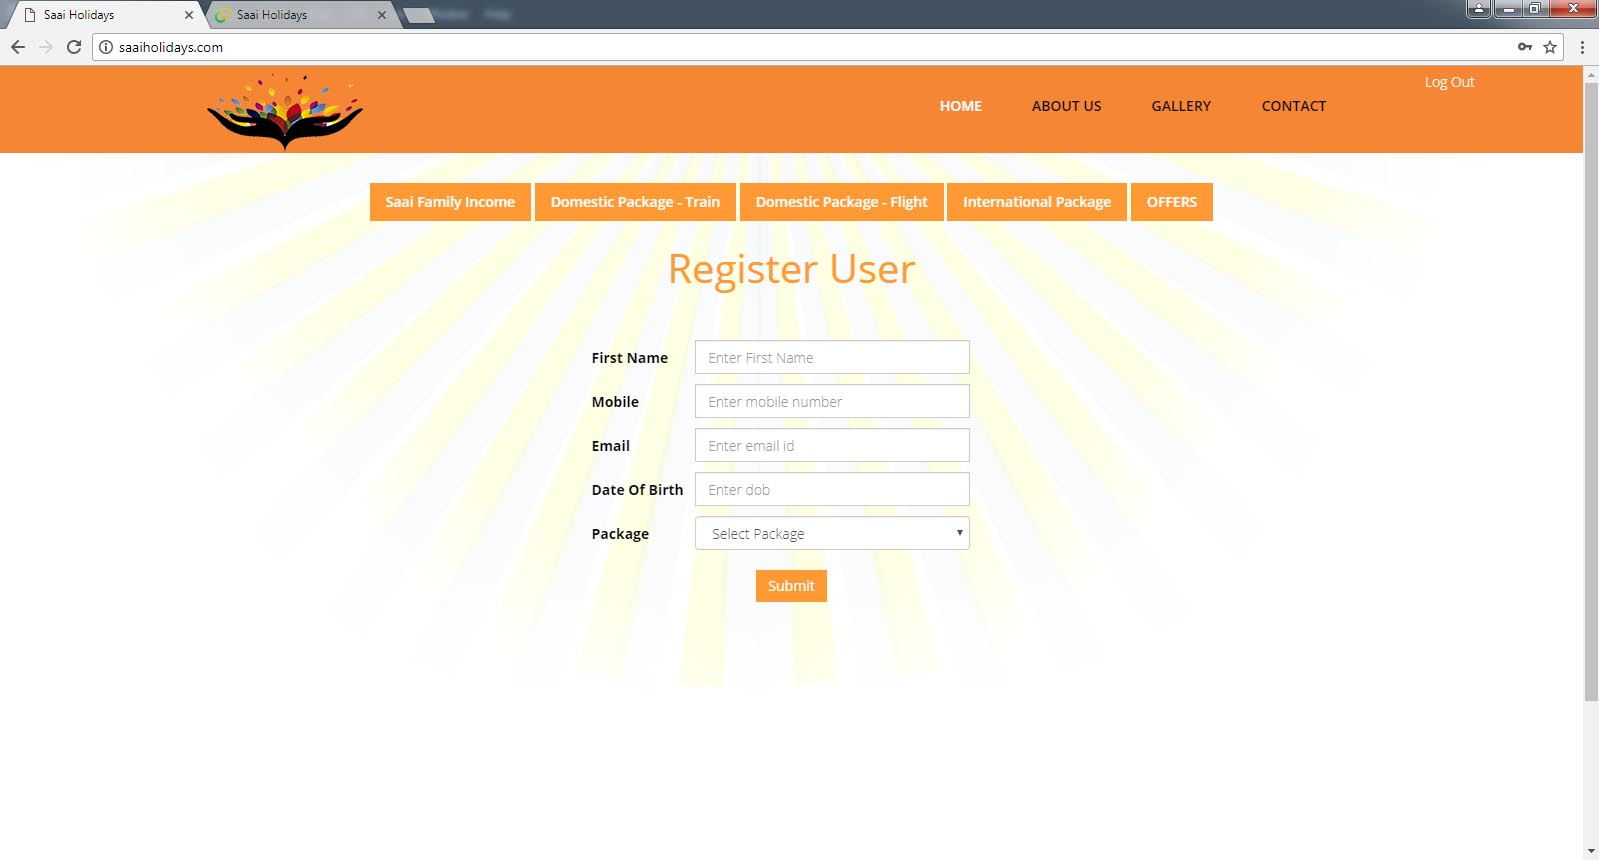 Saai Holidays
Saai Holidays
Help
saaiholidays.com
Log Out
HOME
ABOUT US
GALLERY
CONTACT
Saai Family Income
Domestic Package - Train
Domestic Package - Flight
International Package
OFFERS
Register User
First Name
Enter First Name
Mobile
Enter mobile number
Email
Enter email id
Date Of Birth
Enter dob
Package
Select Package
Submit